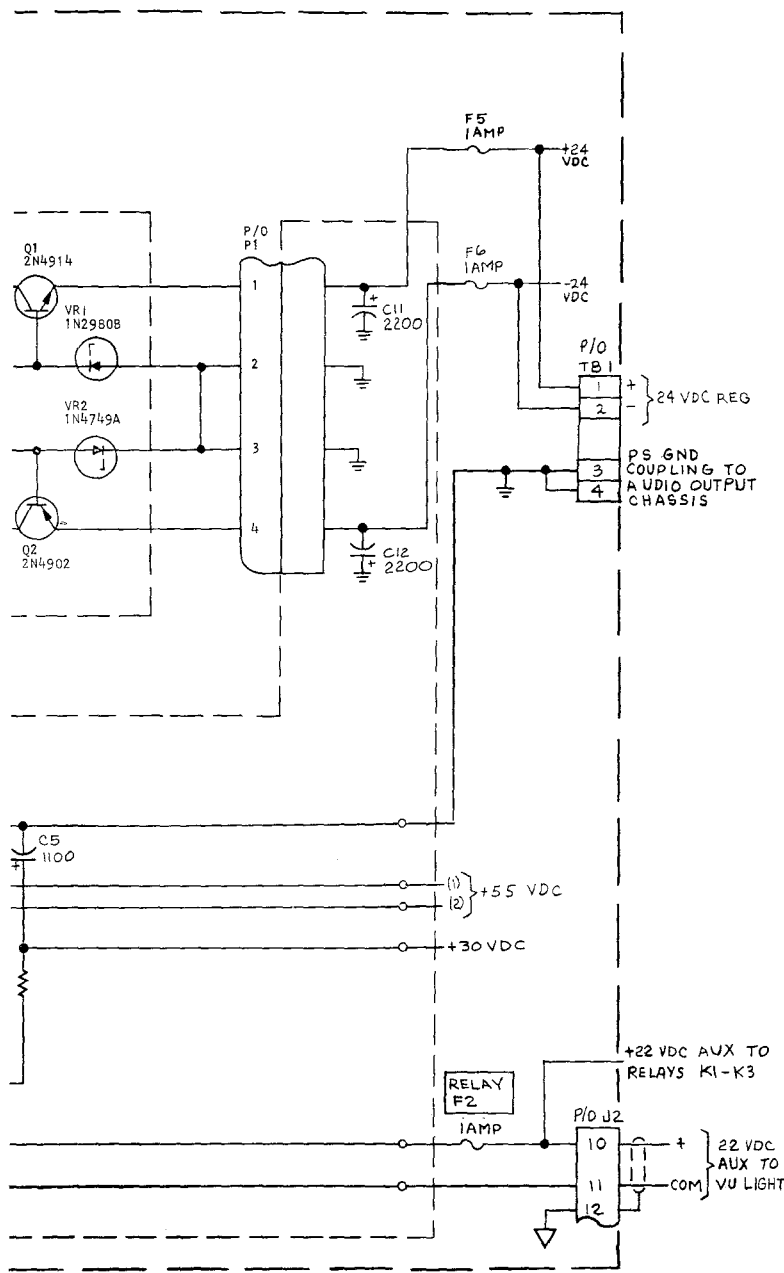 F5
1AMP
+24
VDC
Q1
2N4914
P/O
P1
F6
1AMP
-24
VDC
VR1
1N2980B
1
+
C11
2200
P/O
TB1
2
1
+
2
-
24 VDC REG
VR2
1N4749A
3
PS GND
COUPLING TO
AUDIO OUTPUT
CHASSIS
3
4
Q2
2N4902
4
C12
+
2200
C5
1100
+
(1)
(2)
+55 VDC
+30 VDC
+22 VDC AUX TO
RELAYS K1-K3
RELAY
F2
1AMP
P/O J2
10
+
11
COM
12
22 VDC
AUX TO
VU LIGHT